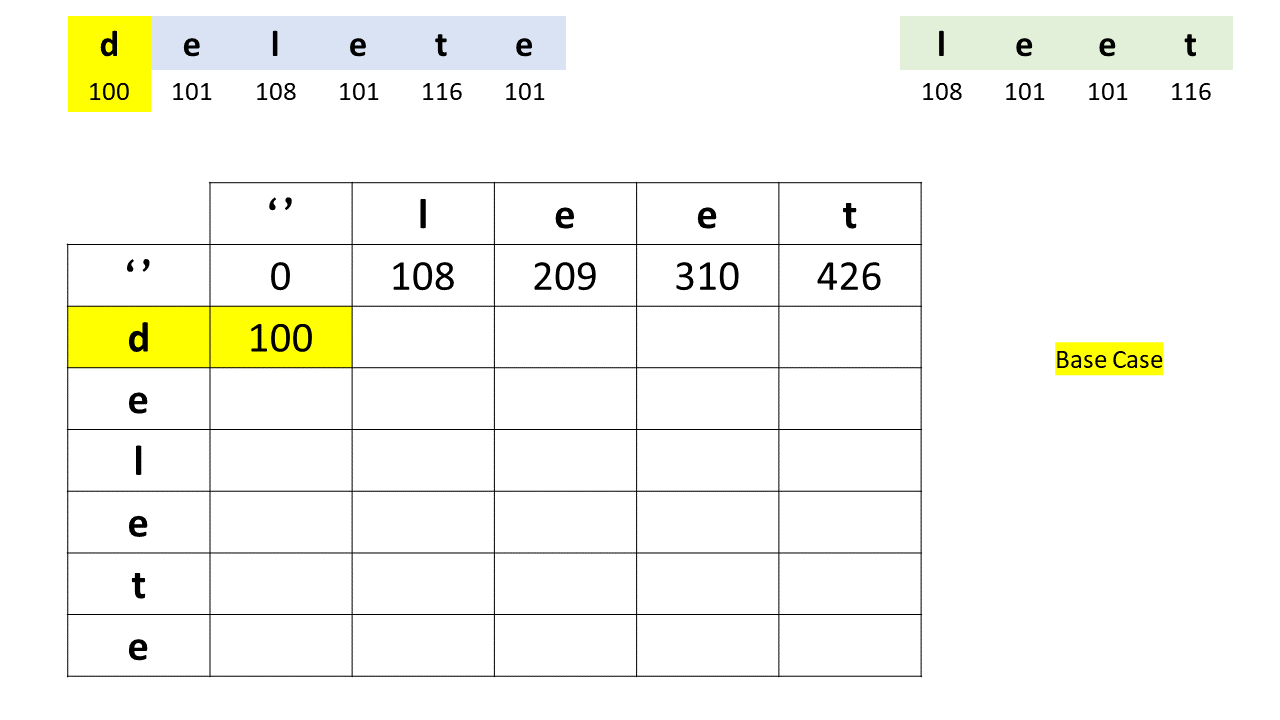 d e l e t e l e e t
100 101 108 101 116 101 108 101 101 116
‘’ l e e t
‘’ 0 108 209 310 426
d 100
Base Case
e
l
e
t
e